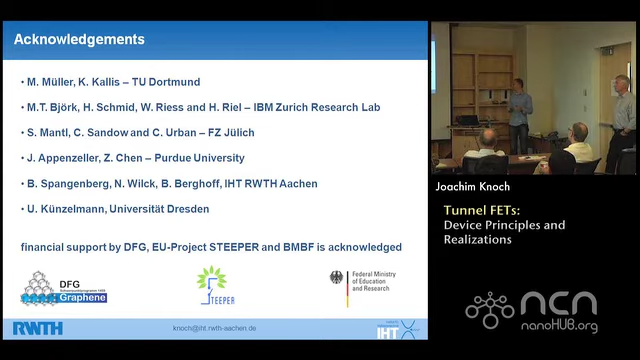 Acknowledgements
• M. Müller, K. Kallis – TU Dortmund
• M.T. Björk, H. Schmid, W. Riess and H. Riel – IBM Zurich Research Lab
• S. Mantl, C. Sandow and C. Urban – FZ Jülich
• J. Appenzeller, Z. Chen – Purdue University
• B. Spangenberg, N. Wilck, B. Berghoff, IHT RWTH Aachen
• U. Künzelmann, Universität Dresden
financial support by DFG, EU-Project STEEPER and BMBF is acknowledged
DFG
Graphene
STEEPER
Federal Ministry
of Education
and Research
RWTH
knoch@iht.rwth-aachen.de
IHT
Joachim Knoch
Tunnel FETs:
Device Principles and
Realizations
ncn
nanoHUB.org